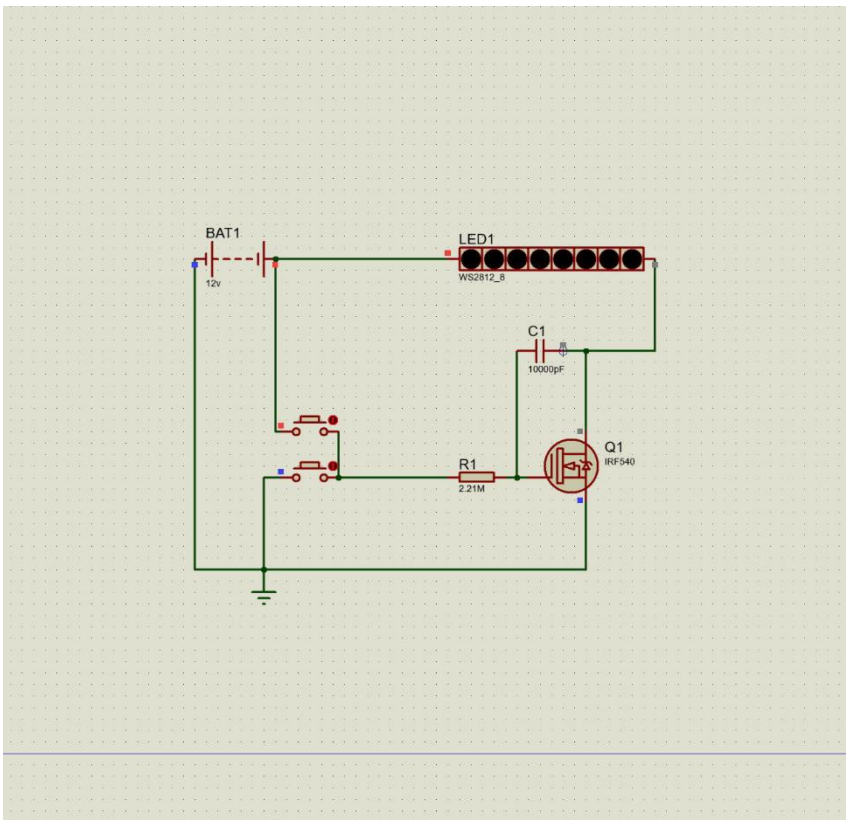 BAT1
12v
LED1
WS2812_8
C1
10000pF
Q1
IRF540
R1
2.21M